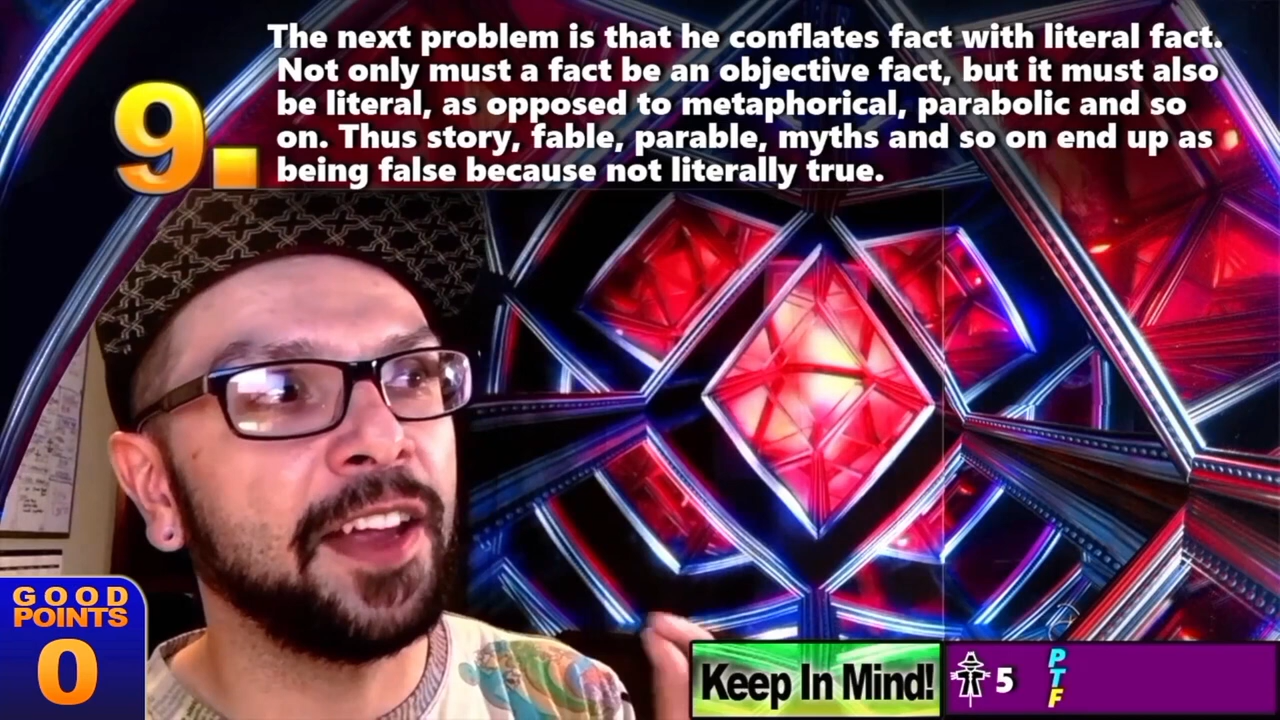 The next problem is that he conflates fact with literal fact.
9. Not only must a fact be an objective fact, but it must also
be literal, as opposed to metaphorical, parabolic and so
on. Thus story, fable, parable, myths and so on end up as
being false because not literally true.
GOOD
POINTS
0
Keep In Mind!
5
P
T
F